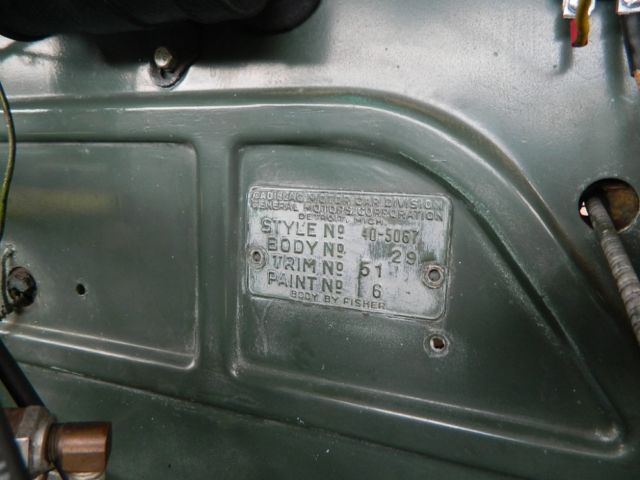 CADILLAC MOTOR CAR DIVISION
GENERAL MOTORS CORPORATION
DETROIT, MICH.
STYLE Nº 40-5067
BODY Nº 29
TRIM Nº 51
PAINT Nº 6
BODY BY FISHER